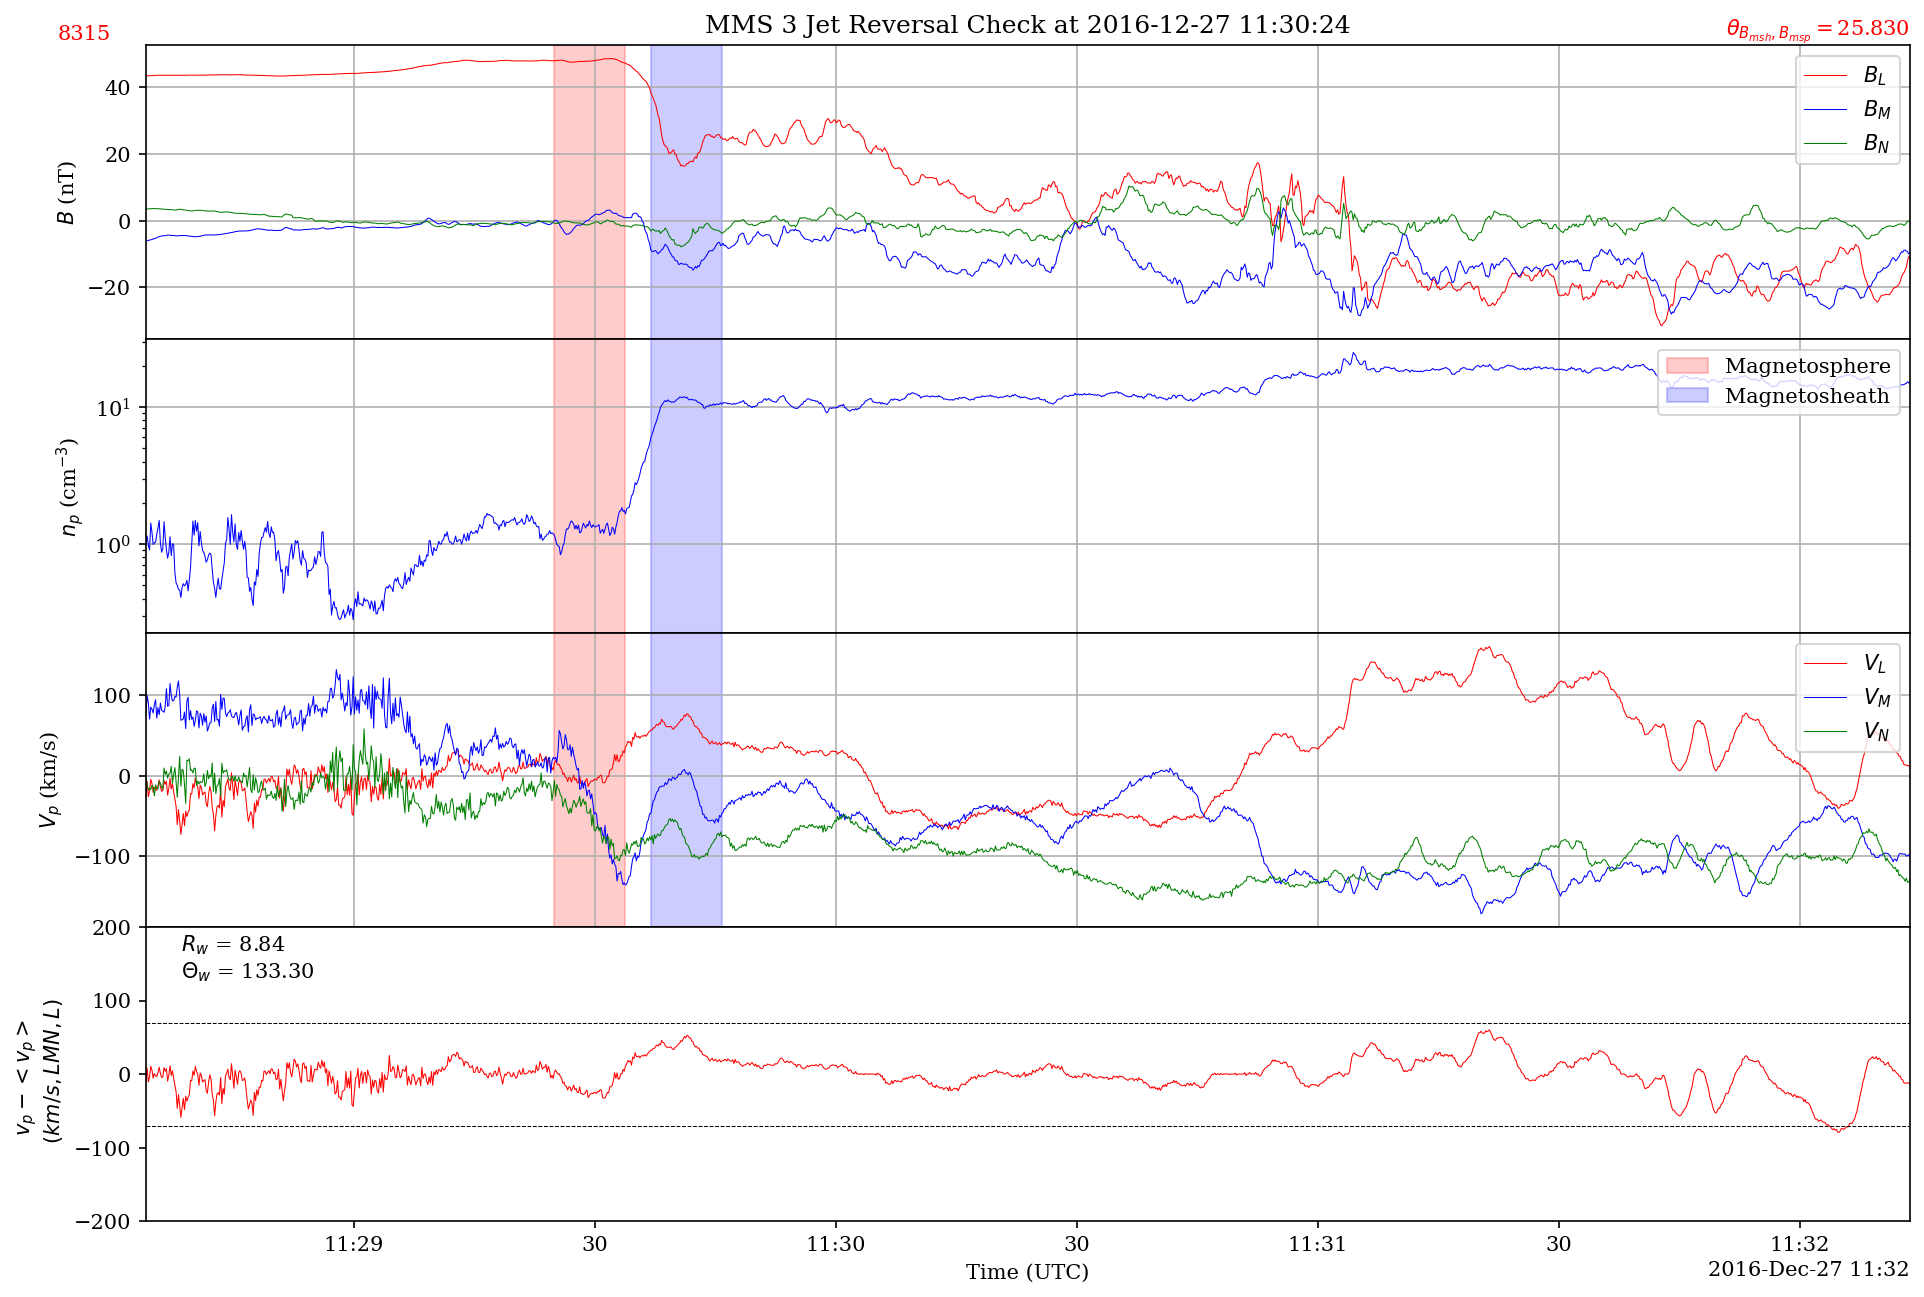 8315
MMS 3 Jet Reversal Check at 2016-12-27 11:30:24
θ_{B_{msh}, B_{msp}} = 25.830
B (nT)
40
20
0
−20
B_L
B_M
B_N
n_p (cm^{−3})
10^1
10^0
Magnetosphere
Magnetosheath
V_p (km/s)
100
0
−100
V_L
V_M
V_N
v_p − < v_p >
(km/s, LMN, L)
200
100
0
−100
−200
R_w = 8.84
Θ_w = 133.30
11:29
30
11:30
30
11:31
30
11:32
Time (UTC)
2016-Dec-27 11:32